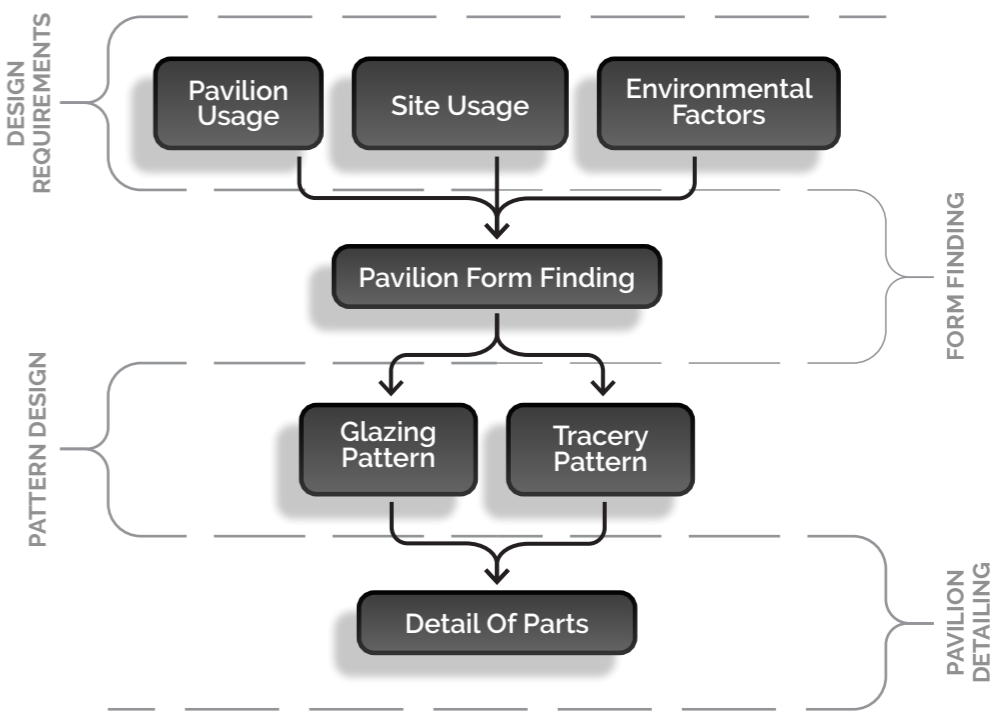 DESIGN
REQUIREMENTS
Pavilion
Usage
Site Usage
Environmental
Factors
FORM FINDING
Pavilion Form Finding
PATTERN DESIGN
Glazing
Pattern
Tracery
Pattern
PAVILION
DETAILING
Detail Of Parts